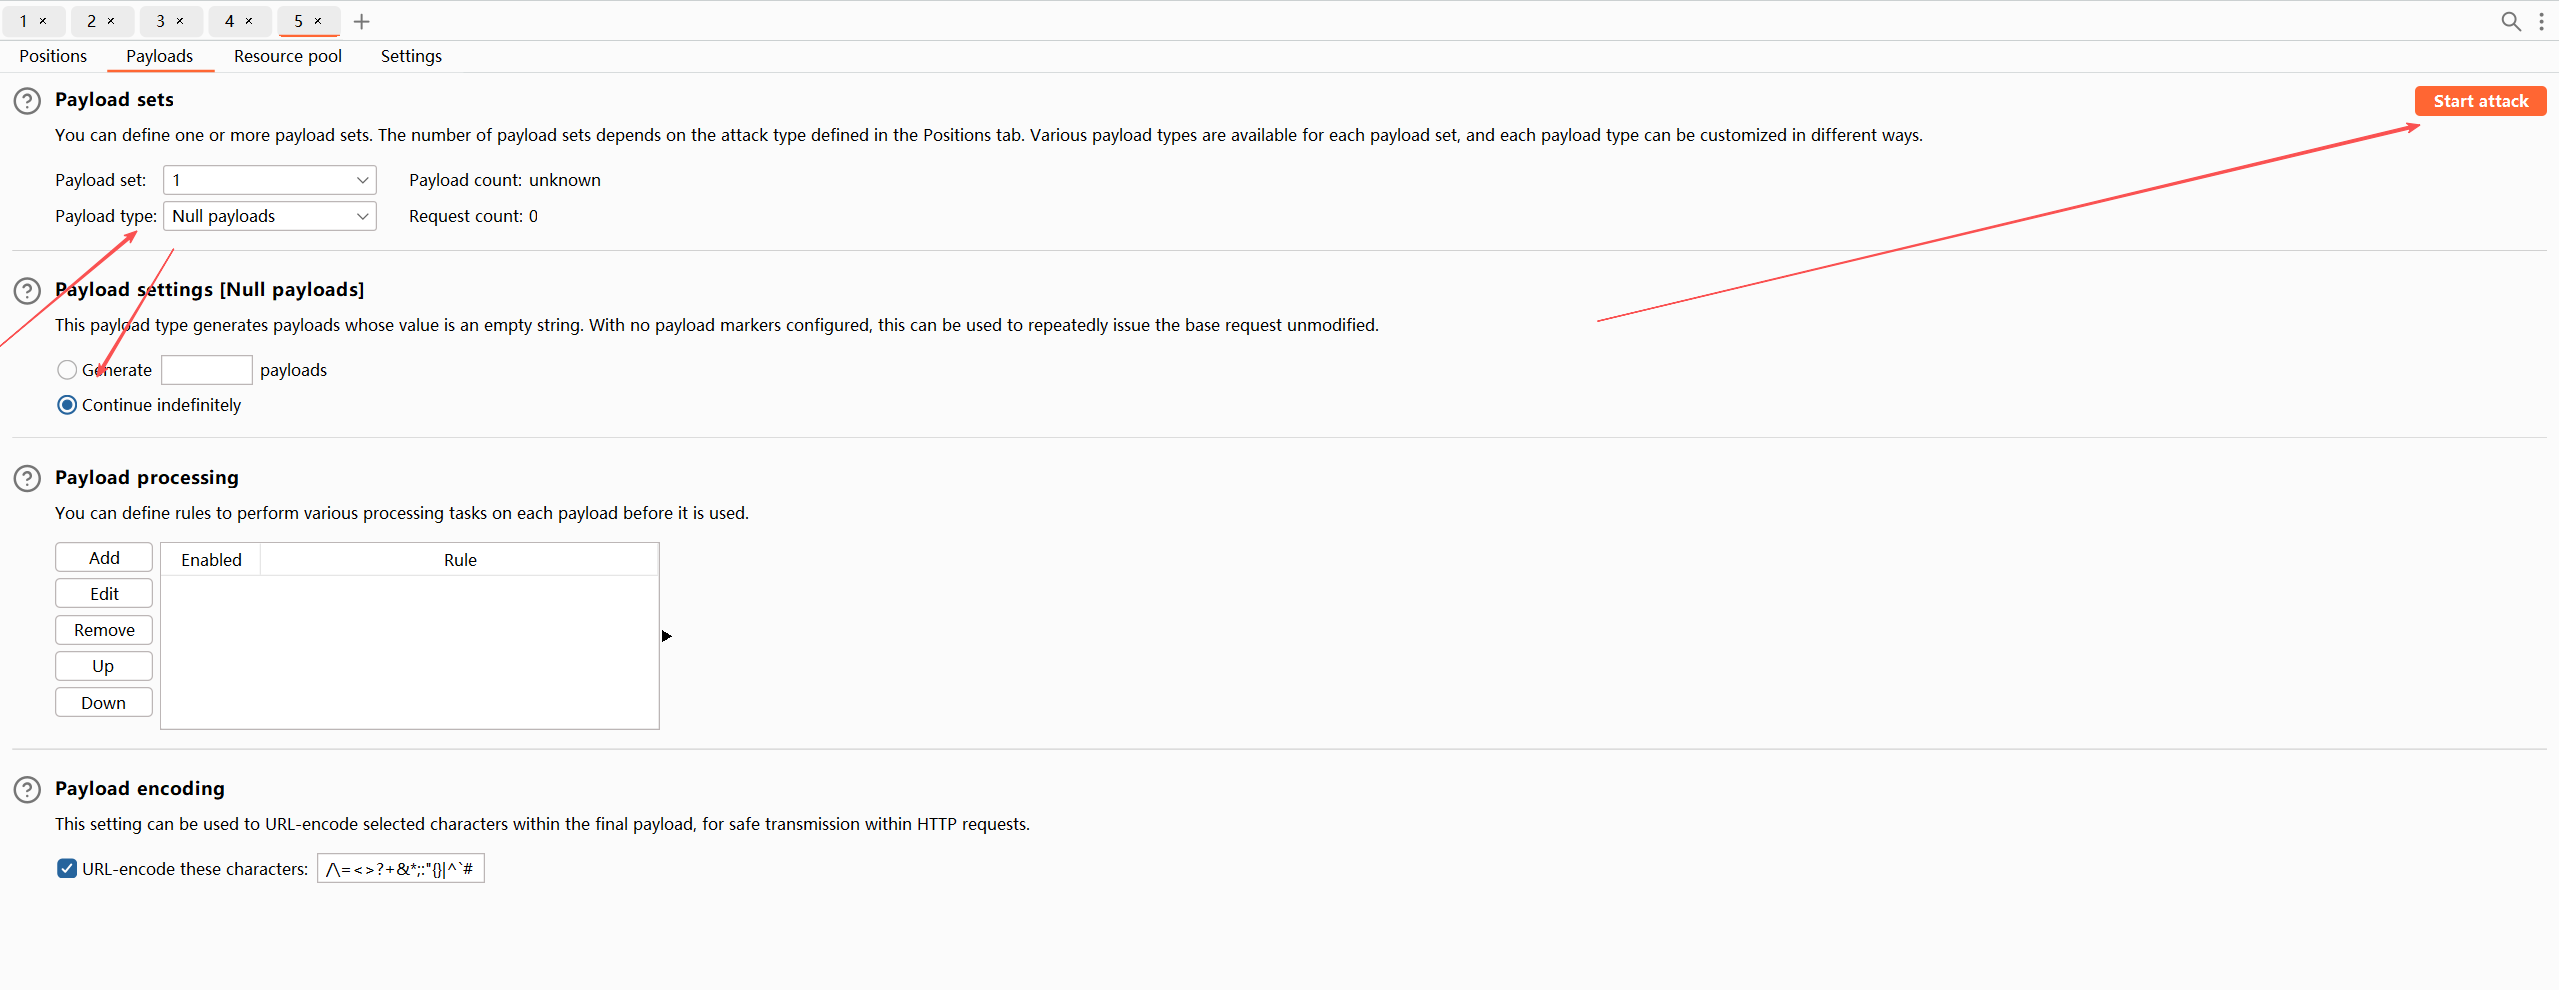 1 × 2 × 3 × 4 × 5 × +
Positions Payloads Resource pool Settings
? Payload sets
Start attack
You can define one or more payload sets. The number of payload sets depends on the attack type defined in the Positions tab. Various payload types are available for each payload set, and each payload type can be customized in different ways.
Payload set: 1 Payload count: unknown
Payload type: Null payloads Request count: 0
? Payload settings [Null payloads]
This payload type generates payloads whose value is an empty string. With no payload markers configured, this can be used to repeatedly issue the base request unmodified.
Generate payloads
Continue indefinitely
? Payload processing
You can define rules to perform various processing tasks on each payload before it is used.
Add
Edit
Remove
Up
Down
Enabled Rule
? Payload encoding
This setting can be used to URL-encode selected characters within the final payload, for safe transmission within HTTP requests.
URL-encode these characters: /\=<>?+&*;:"{}|^`#